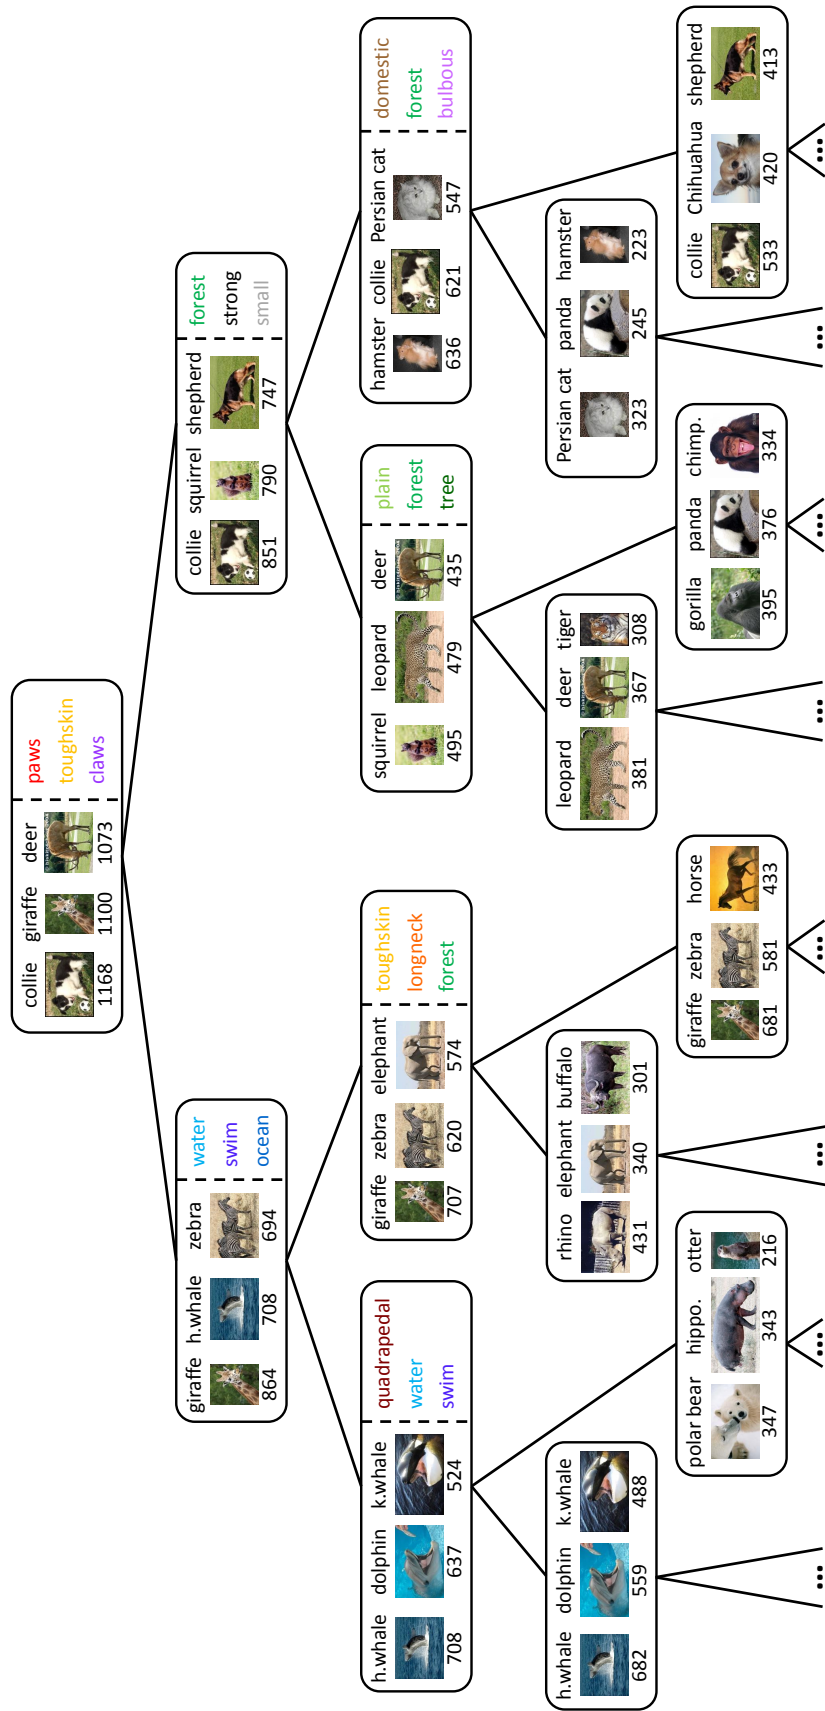 collie giraffe deer
1168 1100 1073
paws
toughskin
claws
giraffe h.whale zebra
864 708 694
water
swim
ocean
collie squirrel shepherd
851 790 747
forest
strong
small
h.whale dolphin k.whale
708 637 524
quadrapedal
water
swim
giraffe zebra elephant
707 620 574
toughskin
longneck
forest
squirrel leopard deer
495 479 435
plain
forest
tree
hamster collie Persian cat
636 621 547
domestic
forest
bulbous
h.whale dolphin k.whale
682 559 488
rhino elephant buffalo
431 340 301
leopard deer tiger
381 367 308
Persian cat panda hamster
323 245 223
polar bear hippo. otter
347 343 216
giraffe zebra horse
681 581 433
gorilla panda chimp.
395 376 334
collie Chihuahua shepherd
533 420 413
... ... ... ... ... ... ... ...